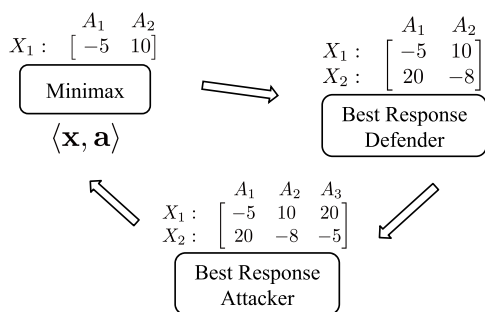 A₁ A₂
X₁ : [ −5 10 ]
Minimax
⟨x, a⟩
A₁ A₂
X₁ : [ −5 10 ]
X₂ : [ 20 −8 ]
Best Response
Defender
A₁ A₂ A₃
X₁ : [ −5 10 20 ]
X₂ : [ 20 −8 −5 ]
Best Response
Attacker